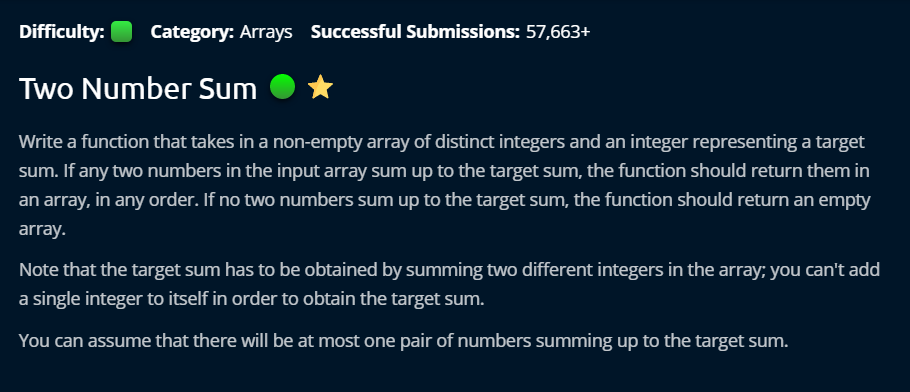 Difficulty: Category: Arrays Successful Submissions: 57,663+
Two Number Sum
Write a function that takes in a non-empty array of distinct integers and an integer representing a target
sum. If any two numbers in the input array sum up to the target sum, the function should return them in
an array, in any order. If no two numbers sum up to the target sum, the function should return an empty
array.
Note that the target sum has to be obtained by summing two different integers in the array; you can't add
a single integer to itself in order to obtain the target sum.
You can assume that there will be at most one pair of numbers summing up to the target sum.